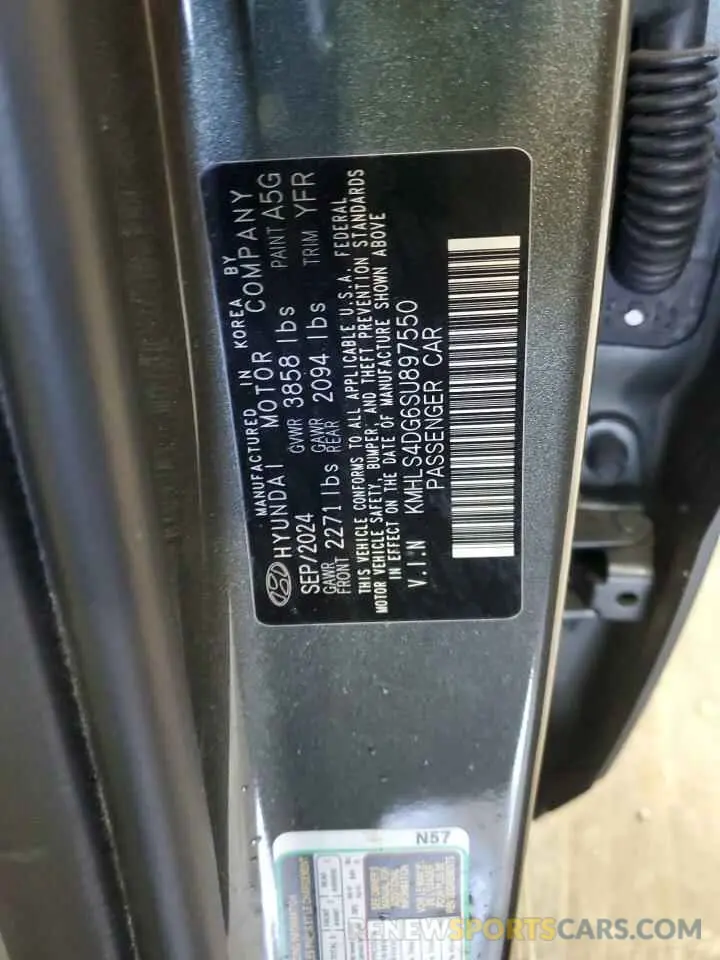 MANUFACTURED IN KOREA BY
HYUNDAI MOTOR COMPANY
SEP/2024 GVWR 3858 lbs PAINT A5G
GAWR FRONT 2271 lbs GAWR REAR 2094 lbs TRIM YFR
THIS VEHICLE CONFORMS TO ALL APPLICABLE U.S.A. FEDERAL
MOTOR VEHICLE SAFETY, BUMPER, AND THEFT PREVENTION STANDARDS
IN EFFECT ON THE DATE OF MANUFACTURE SHOWN ABOVE
V.I.N KMHLS4DG6SU897550
PASSENGER CAR
N57
RENEWSPORTSCARS.COM